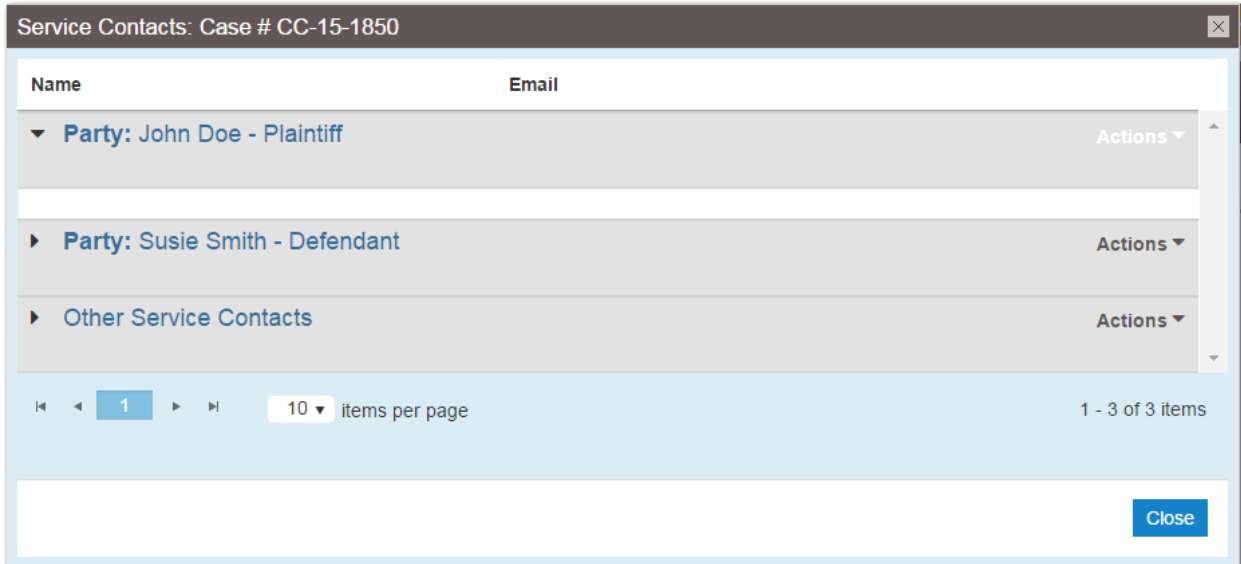 Service Contacts: Case # CC-15-1850
Name Email
Party: John Doe - Plaintiff Actions
Party: Susie Smith - Defendant Actions
Other Service Contacts Actions
1 10 items per page 1 - 3 of 3 items
Close